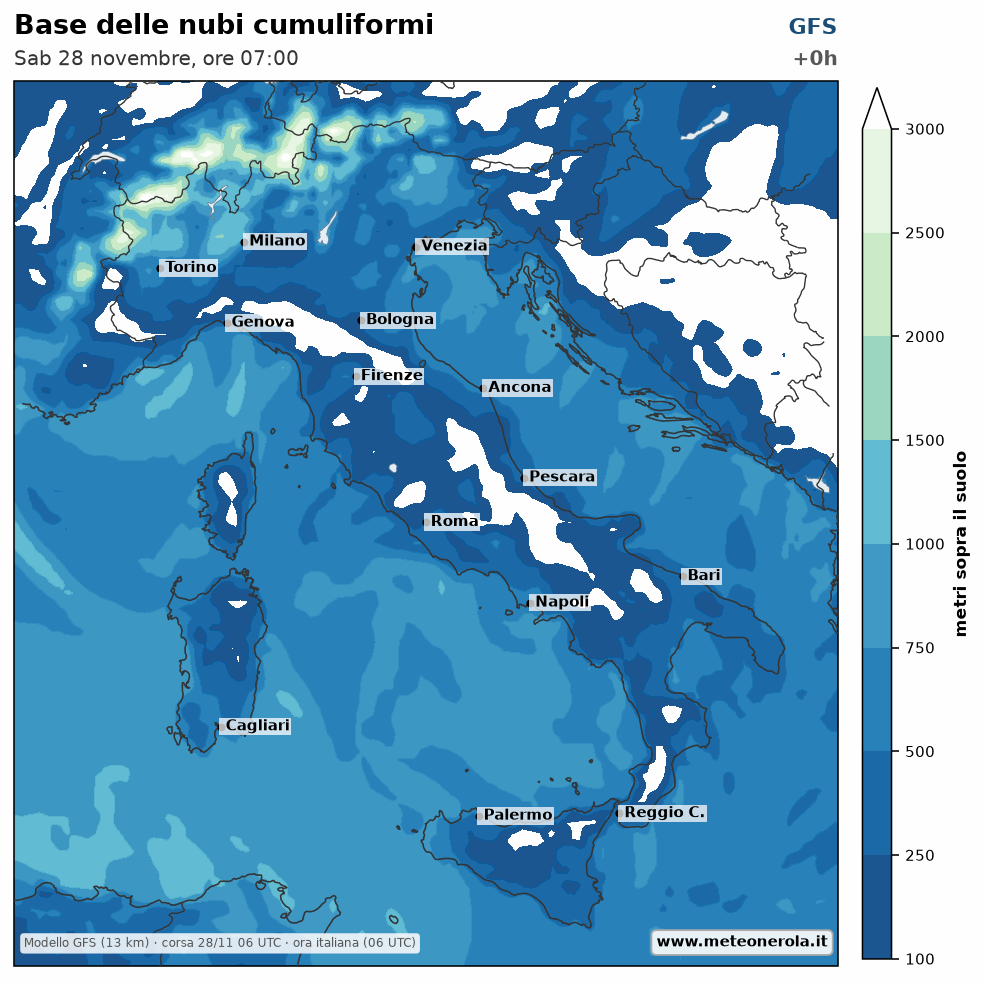 Base delle nubi cumuliformi
GFS
Sab 28 novembre, ore 07:00
+0h
3000
2500
2000
1500
1000
750
500
250
100
metri sopra il suolo
Milano
Venezia
Torino
Genova
Bologna
Firenze
Ancona
Pescara
Roma
Bari
Napoli
Cagliari
Palermo
Reggio C.
Modello GFS (13 km) · corsa 28/11 06 UTC · ora italiana (06 UTC)
www.meteonerola.it